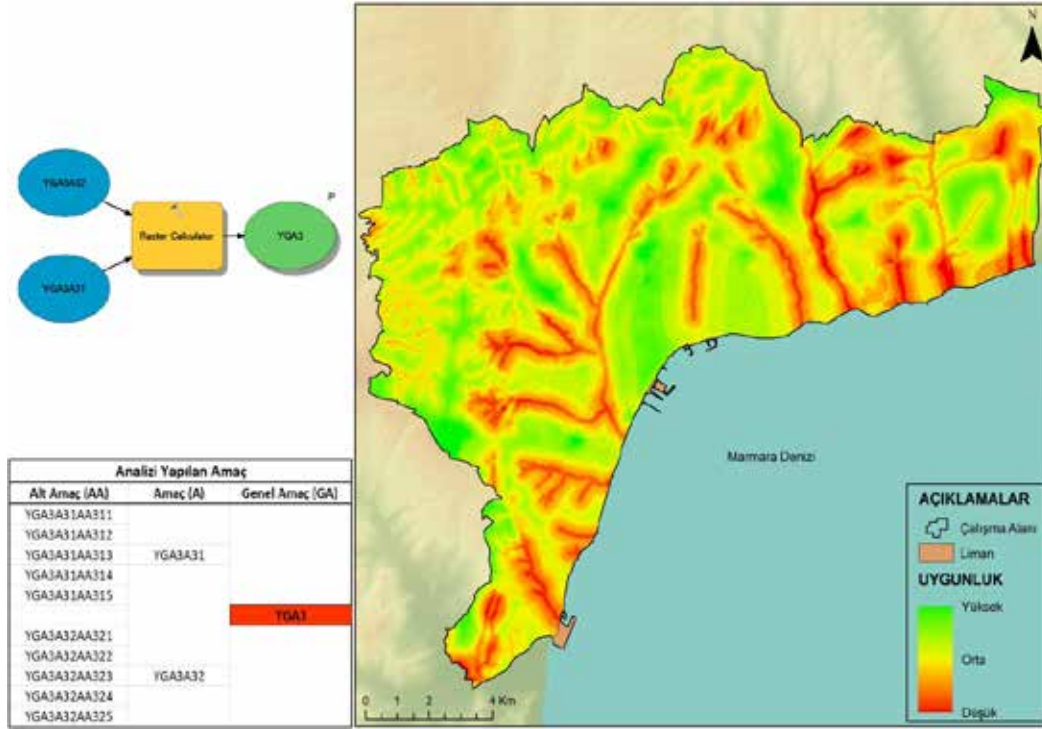 YGA3A32
YGA3A31
Raster Calculator
P
YGA3
Analizi Yapılan Amaç
Alt Amaç (AA) Amaç (A) Genel Amaç (GA)
YGA3A31AA311
YGA3A31AA312
YGA3A31AA313 YGA3A31
YGA3A31AA314
YGA3A31AA315
YGA3
YGA3A32AA321
YGA3A32AA322
YGA3A32AA323 YGA3A32
YGA3A32AA324
YGA3A32AA325
N
Marmara Denizi
0 1 2 4 Km
AÇIKLAMALAR
Çalışma Alanı
Liman
UYGUNLUK
Yüksek
Orta
Düşük